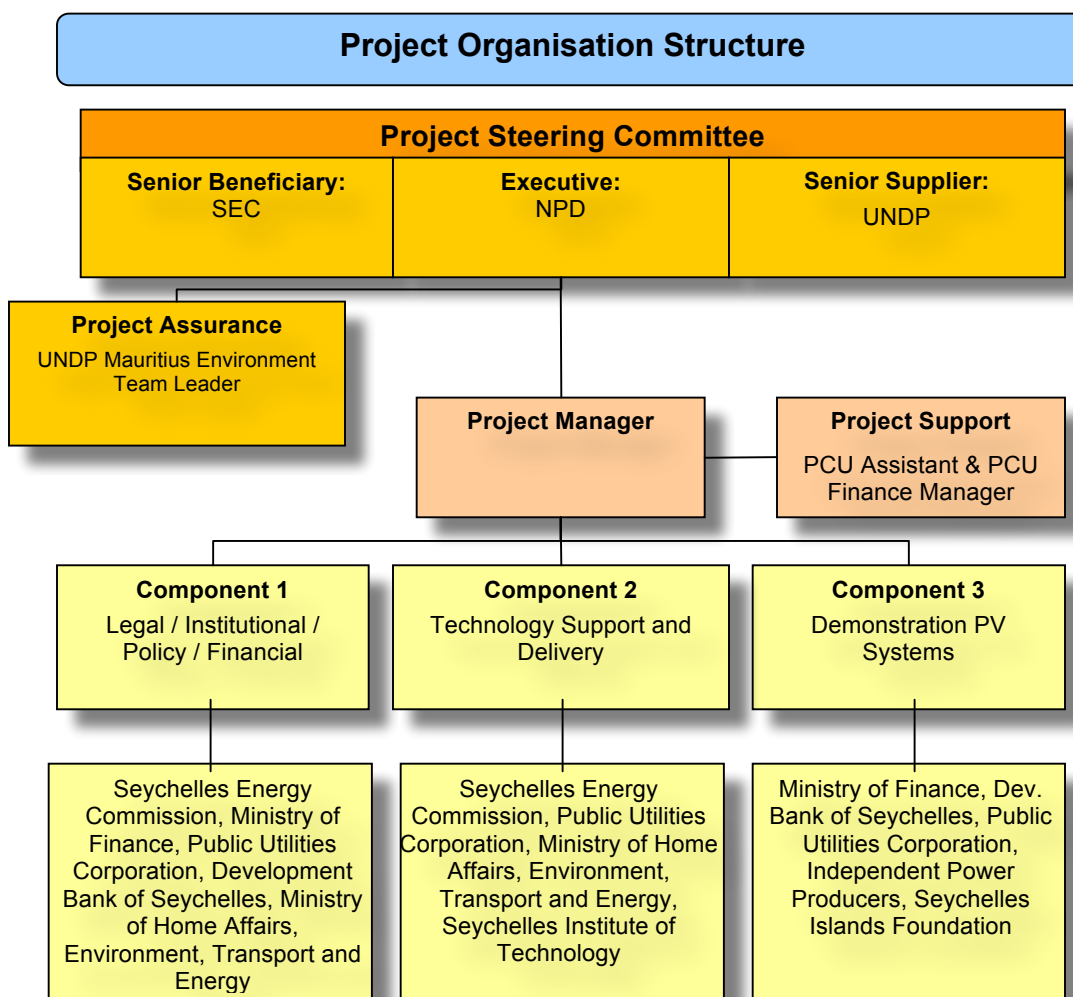 Project Organisation Structure
Project Steering Committee
Senior Beneficiary:
SEC
Executive:
NPD
Senior Supplier:
UNDP
Project Assurance
UNDP Mauritius Environment
Team Leader
Project Manager
Project Support
PCU Assistant & PCU
Finance Manager
Component 1
Legal / Institutional /
Policy / Financial
Component 2
Technology Support and
Delivery
Component 3
Demonstration PV
Systems
Seychelles Energy
Commission, Ministry of
Finance, Public Utilities
Corporation, Development
Bank of Seychelles, Ministry
of Home Affairs,
Environment, Transport and
Energy
Seychelles Energy
Commission, Public Utilities
Corporation, Ministry of Home
Affairs, Environment,
Transport and Energy,
Seychelles Institute of
Technology
Ministry of Finance, Dev.
Bank of Seychelles, Public
Utilities Corporation,
Independent Power
Producers, Seychelles
Islands Foundation